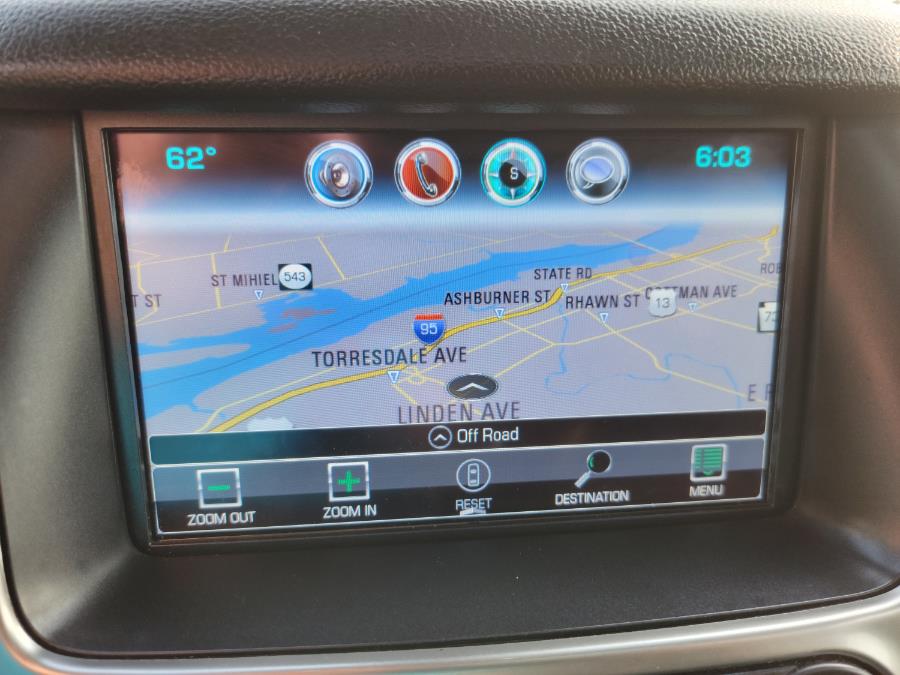 62°
S
6:03
ST MIHIEL 543
STATE RD
T ST
ASHBURNER ST
RHAWN ST
13
MAN AVE
95
TORRESDALE AVE
LINDEN AVE
Off Road
ZOOM OUT
ZOOM IN
RESET
DESTINATION
MENU